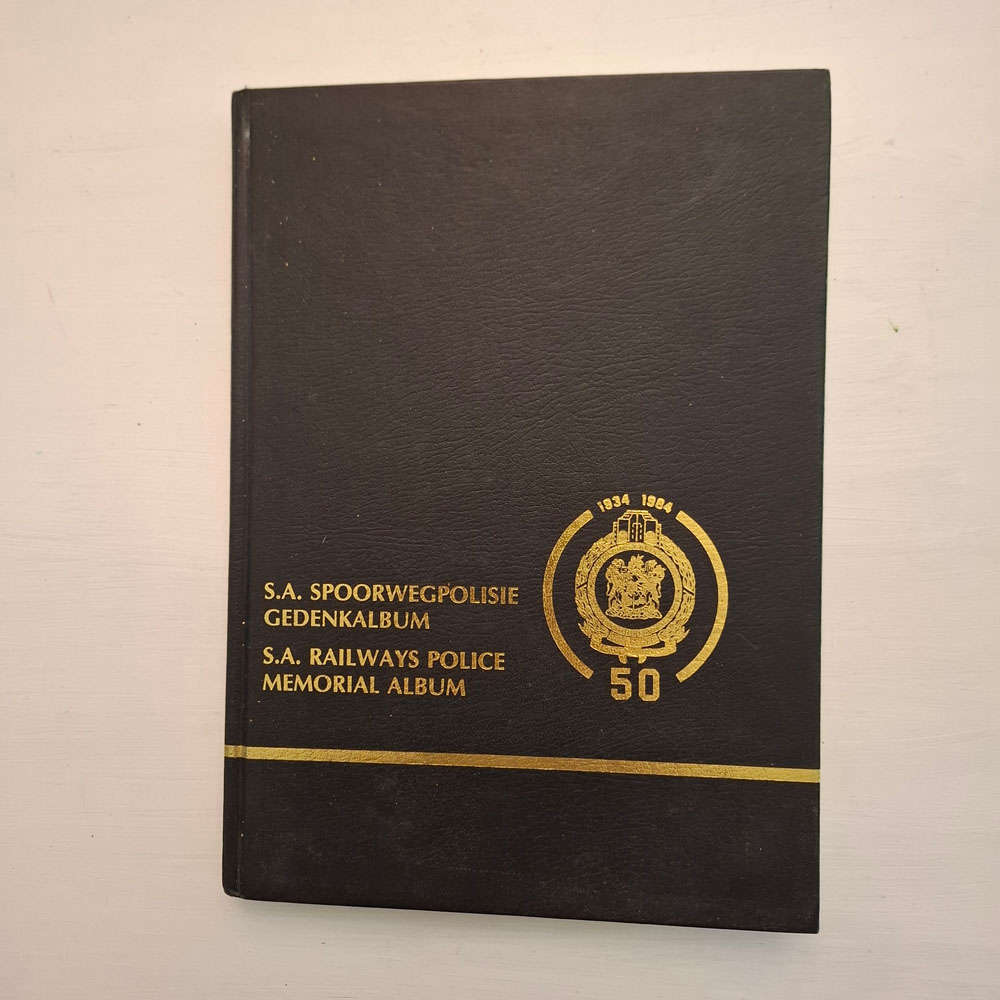 1934 1984
S.A. SPOORWEGPOLISIE
GEDENKALBUM
S.A. RAILWAYS POLICE
MEMORIAL ALBUM
50